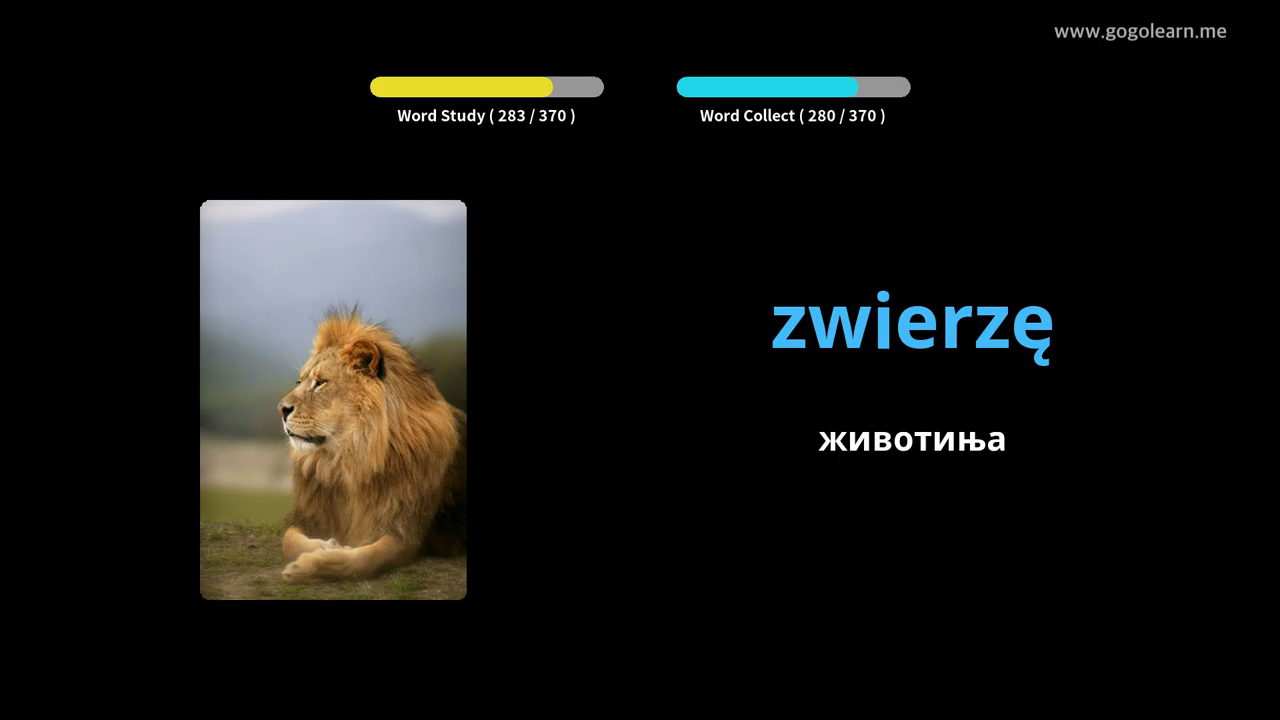 www.gogolearn.me
Word Study ( 283 / 370 )
Word Collect ( 280 / 370 )
zwierzę
животиња